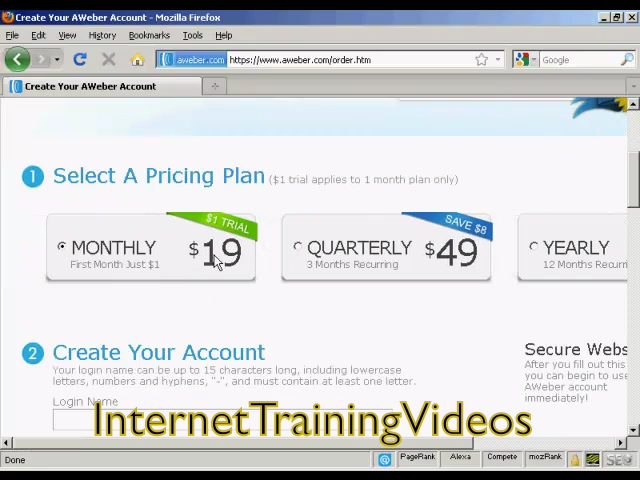 Create Your AWeber Account - Mozilla Firefox
File Edit View History Bookmarks Tools Help
aweber.com https://www.aweber.com/order.htm
Google
Create Your AWeber Account
1 Select A Pricing Plan ($1 trial applies to 1 month plan only)
$1 TRIAL
MONTHLY $19
First Month Just $1
SAVE $8
QUARTERLY $49
3 Months Recurring
YEARLY
12 Months Recurri
2 Create Your Account
Your login name can be up to 15 characters long, including lowercase
letters, numbers and hyphens, "-", and must contain at least one letter.
Login Name
Secure Webs
After you fill out this
you can begin to use
AWeber account
immediately!
InternetTrainingVideos
Done
PageRank Alexa Compete mozRank